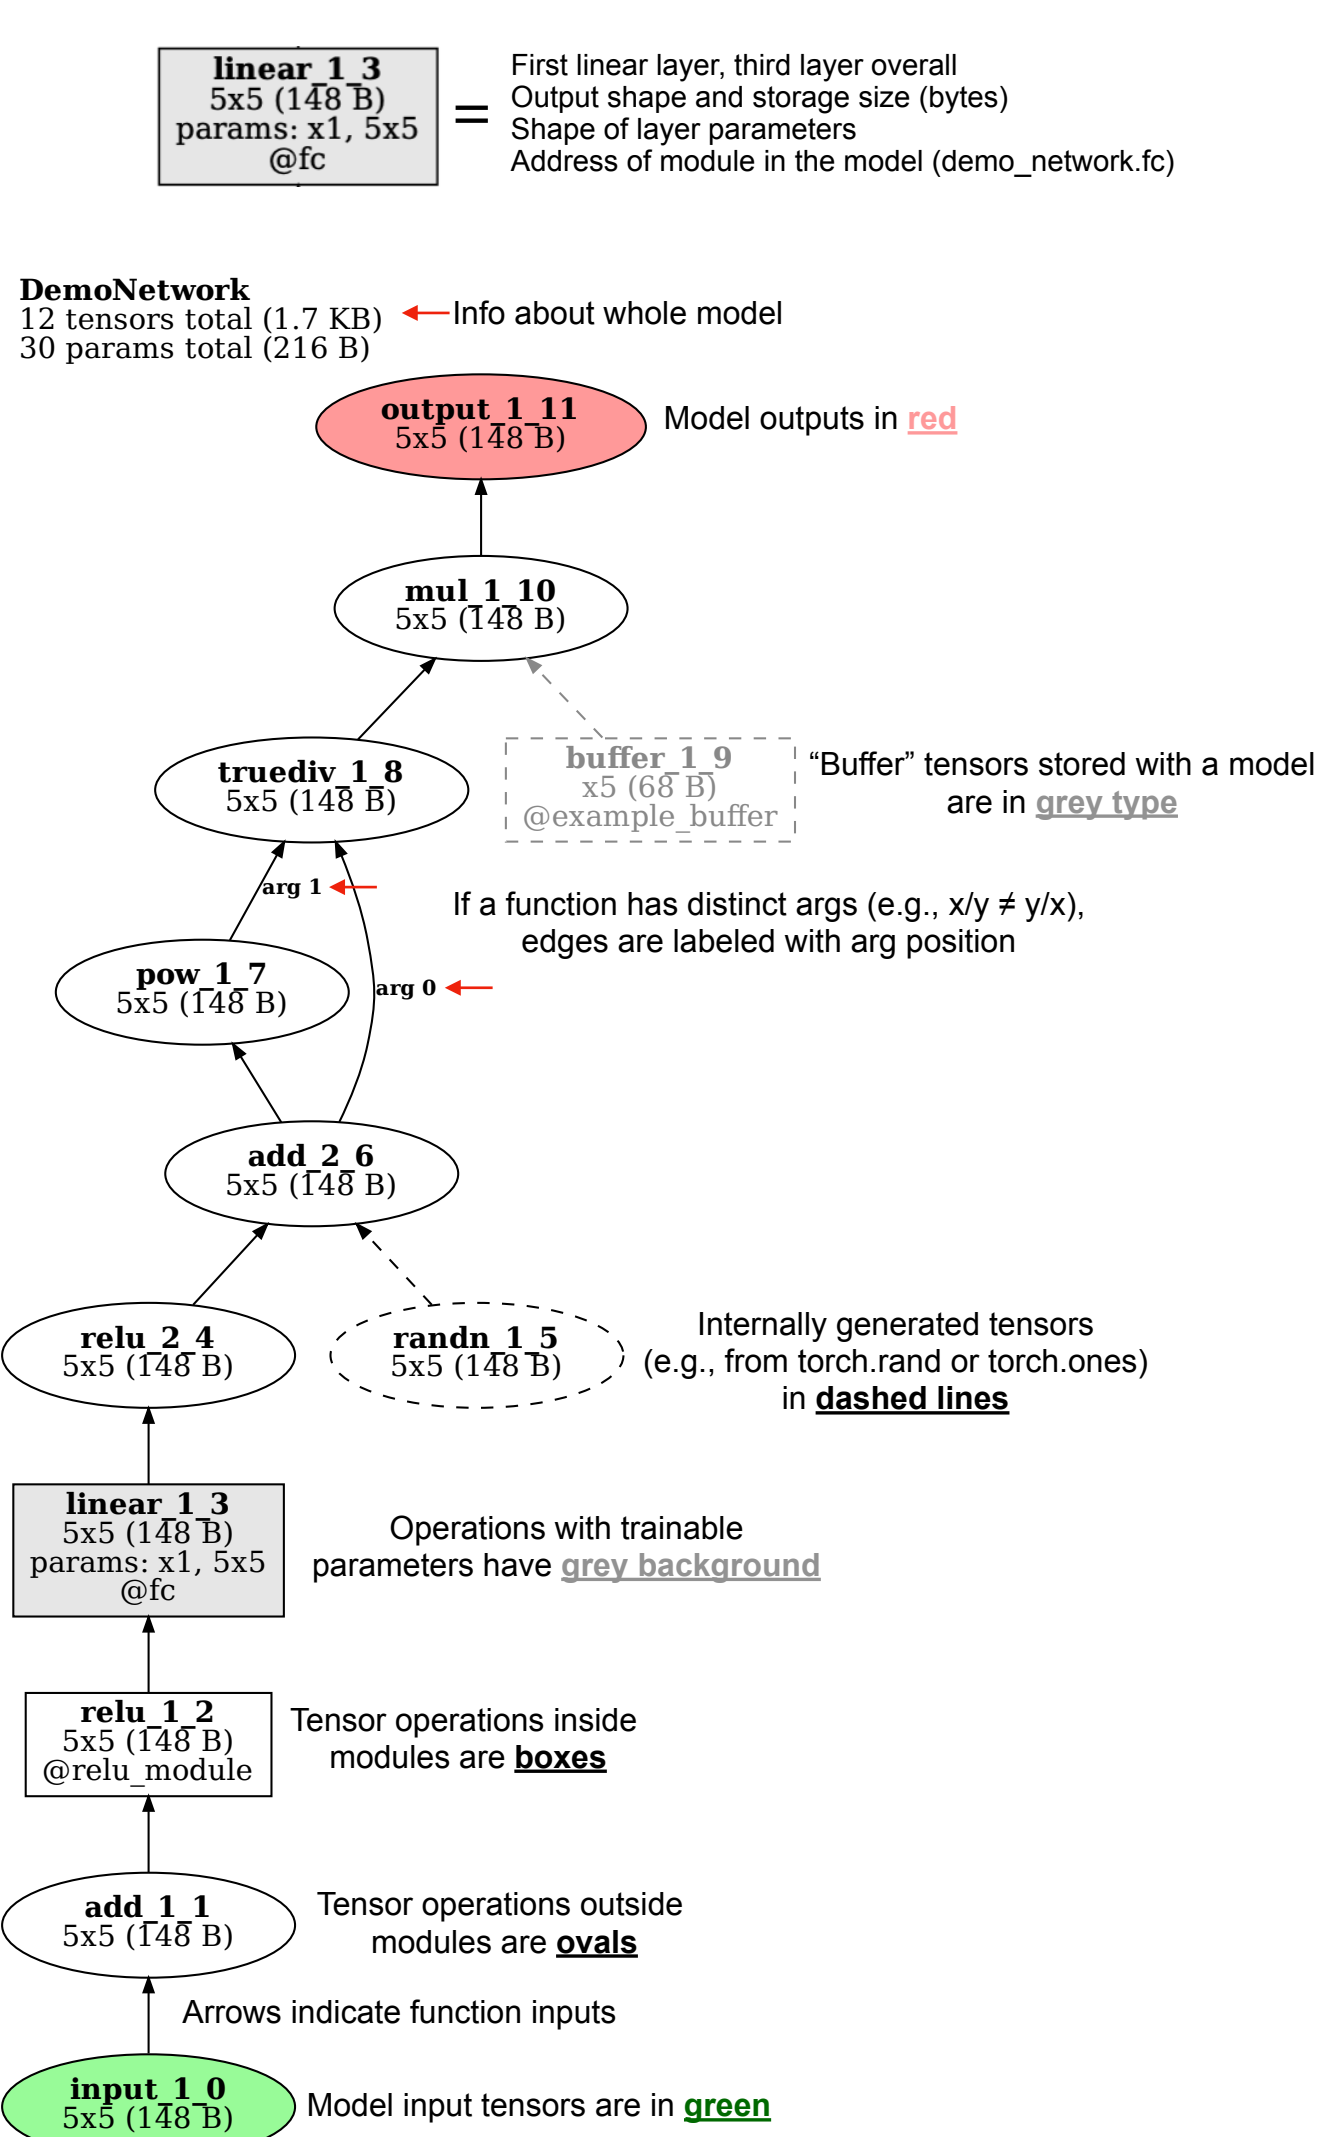 linear_1_3
5x5 (148 B)
params: x1, 5x5
@fc
=
First linear layer, third layer overall
Output shape and storage size (bytes)
Shape of layer parameters
Address of module in the model (demo_network.fc)
DemoNetwork
12 tensors total (1.7 KB)
30 params total (216 B)
Info about whole model
output_1_11
5x5 (148 B)
Model outputs in red
mul_1_10
5x5 (148 B)
truediv_1_8
5x5 (148 B)
buffer_1_9
x5 (68 B)
@example_buffer
“Buffer” tensors stored with a model
are in grey type
arg 1
If a function has distinct args (e.g., x/y ≠ y/x),
edges are labeled with arg position
pow_1_7
5x5 (148 B)
arg 0
add_2_6
5x5 (148 B)
relu_2_4
5x5 (148 B)
randn_1_5
5x5 (148 B)
Internally generated tensors
(e.g., from torch.rand or torch.ones)
in dashed lines
linear_1_3
5x5 (148 B)
params: x1, 5x5
@fc
Operations with trainable
parameters have grey background
relu_1_2
5x5 (148 B)
@relu_module
Tensor operations inside
modules are boxes
add_1_1
5x5 (148 B)
Tensor operations outside
modules are ovals
Arrows indicate function inputs
input_1_0
5x5 (148 B)
Model input tensors are in green